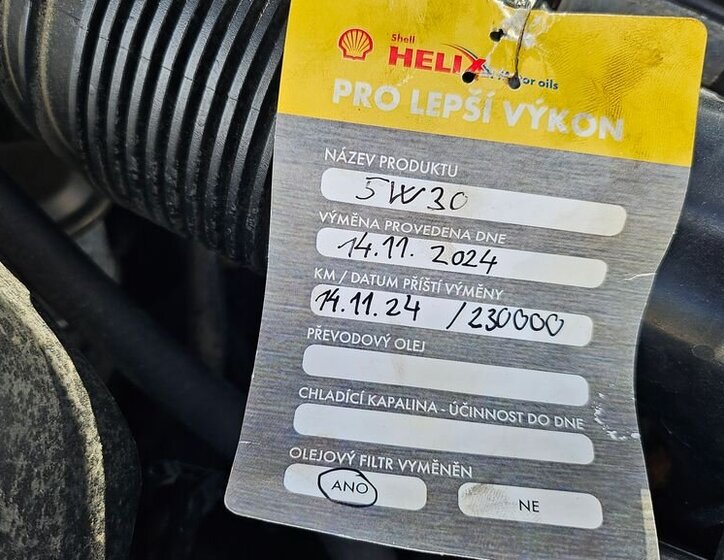 Shell
HELIX Motor oils
PRO LEPŠÍ VÝKON
NÁZEV PRODUKTU
5W30
VÝMĚNA PROVEDENA DNE
14.11. 2024
KM / DATUM PŘÍŠTÍ VÝMĚNY
14.11.24 /230000
PŘEVODOVÝ OLEJ
CHLADÍCÍ KAPALINA - ÚČINNOST DO DNE
OLEJOVÝ FILTR VYMĚNĚN
ANO NE